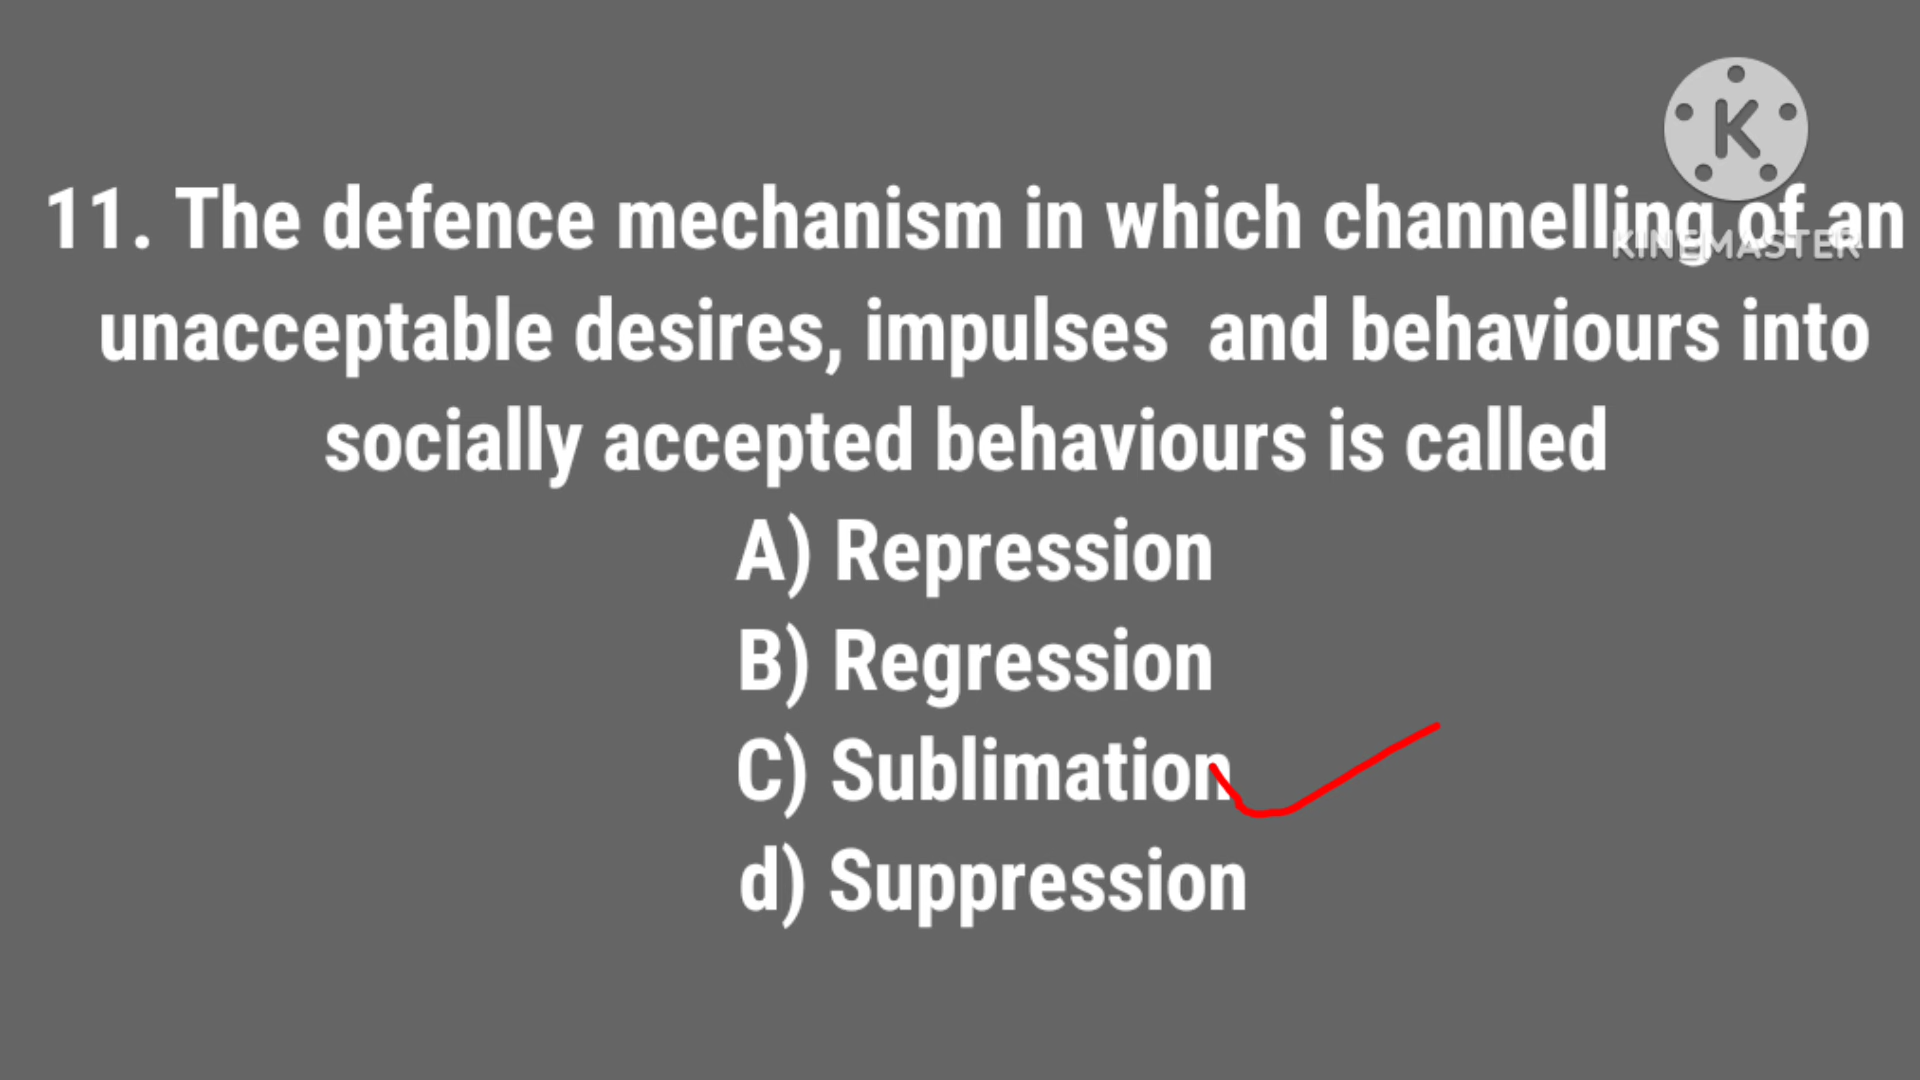 K
KINEMASTER
11. The defence mechanism in which channelling of an
unacceptable desires, impulses and behaviours into
socially accepted behaviours is called
A) Repression
B) Regression
C) Sublimation
d) Suppression